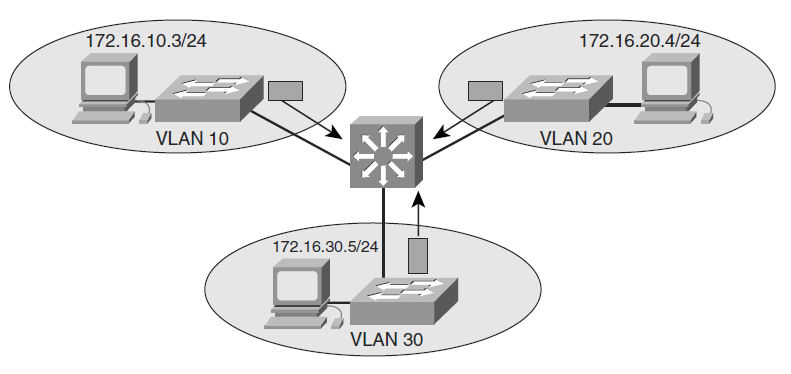 172.16.10.3/24
172.16.20.4/24
VLAN 10
VLAN 20
172.16.30.5/24
VLAN 30